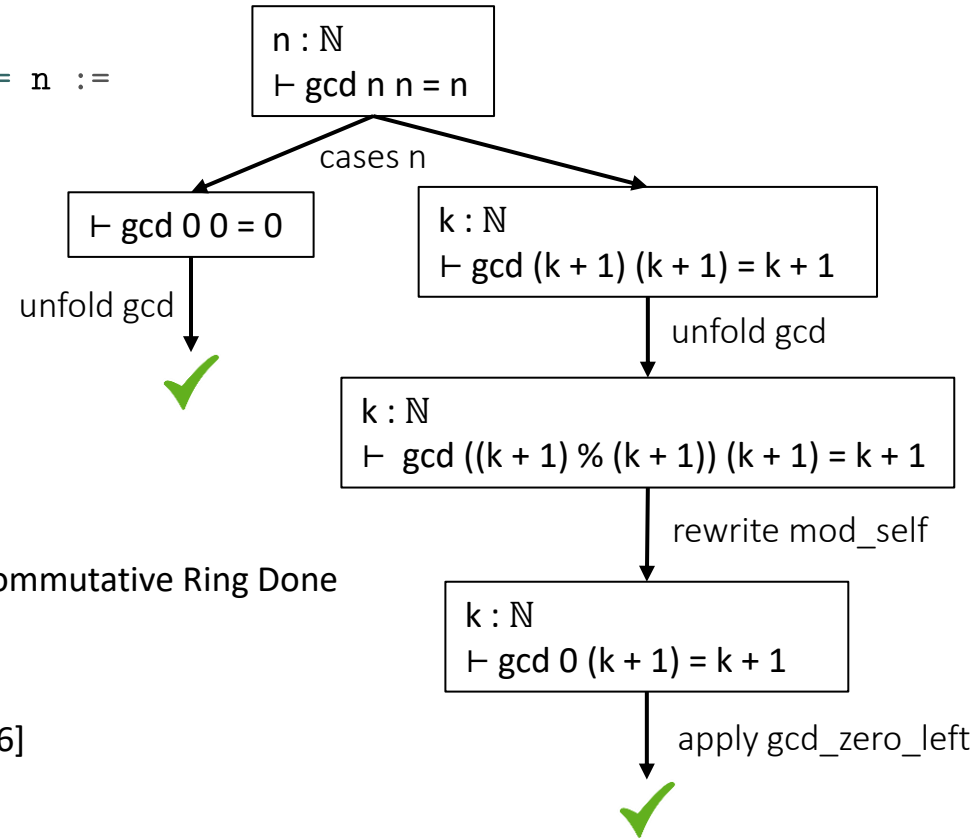 n : ℕ
⊢ gcd n n = n
= n :=
cases n
⊢ gcd 0 0 = 0
k : ℕ
⊢ gcd (k + 1) (k + 1) = k + 1
unfold gcd
unfold gcd
k : ℕ
⊢ gcd ((k + 1) % (k + 1)) (k + 1) = k + 1
rewrite mod_self
ommutative Ring Done
k : ℕ
⊢ gcd 0 (k + 1) = k + 1
6]
apply gcd_zero_left